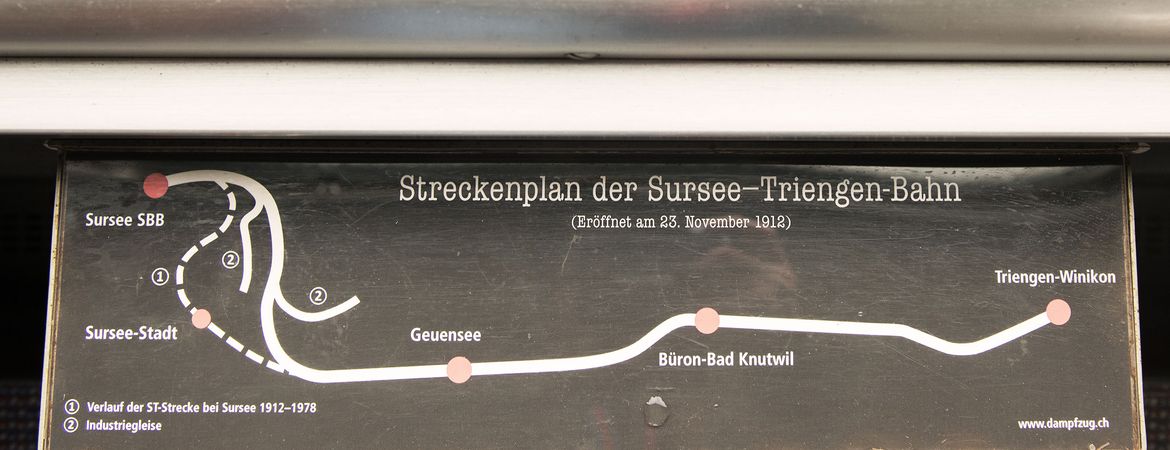 Streckenplan der Sursee–Triengen-Bahn
(Eröffnet am 23. November 1912)
Sursee SBB
②
①
Triengen-Winikon
②
Sursee-Stadt
Geuensee
Büron-Bad Knutwil
① Verlauf der ST-Strecke bei Sursee 1912–1978
② Industriegleise
www.dampfzug.ch